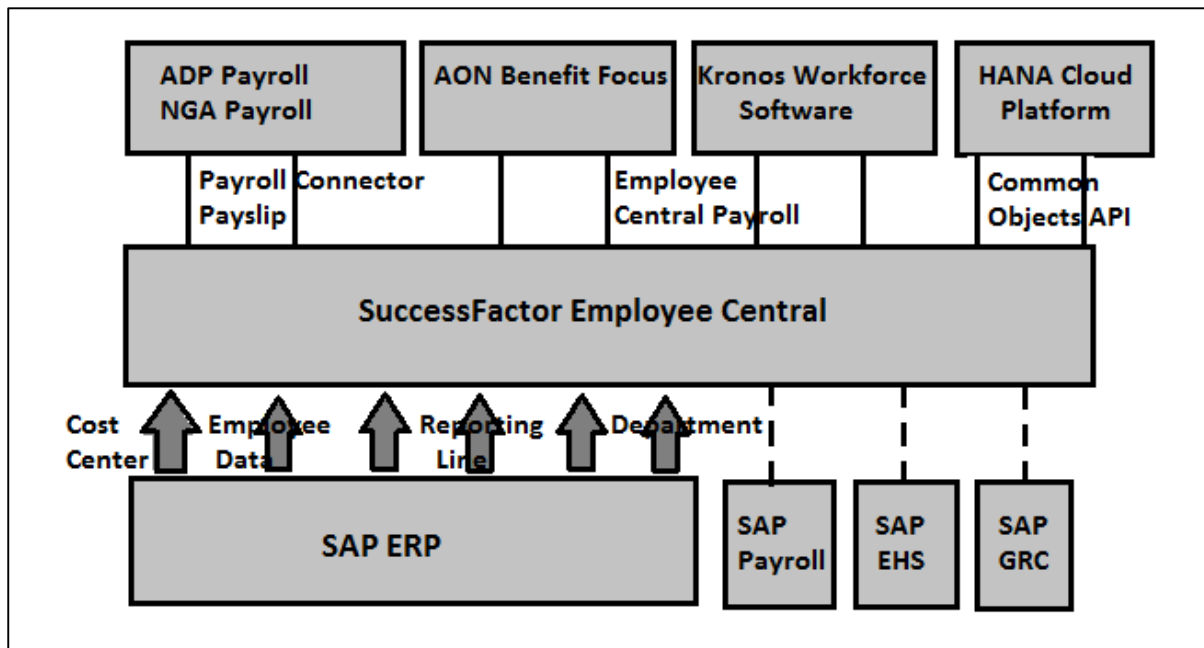 ADP Payroll
NGA Payroll
AON Benefit Focus
Kronos Workforce
Software
HANA Cloud
Platform
Payroll Connector
Payslip
Employee
Central Payroll
Common
Objects API
SuccessFactor Employee Central
Cost
Center
Employee
Data
Reporting
Line
Department
SAP ERP
SAP
Payroll
SAP
EHS
SAP
GRC